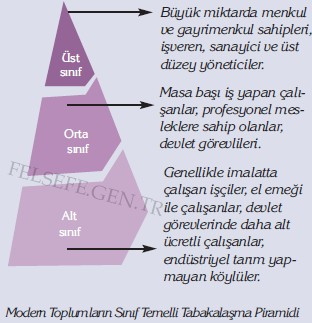 Üst
sınıf
Büyük miktarda menkul
ve gayrimenkul sahipleri,
işveren, sanayici ve üst
düzey yöneticiler.
Orta
sınıf
Masa başı iş yapan çalı-
şanlar, profesyonel mes-
leklere sahip olanlar,
devlet görevlileri.
Alt
sınıf
Genellikle imalatta
çalışan işçiler, el emeği
ile çalışanlar, devlet
görevlerinde daha alt
ücretli çalışanlar,
endüstriyel tarım yap-
mayan köylüler.
FELSEFE.GEN.TR
Modern Toplumların Sınıf Temelli Tabakalaşma Piramidi